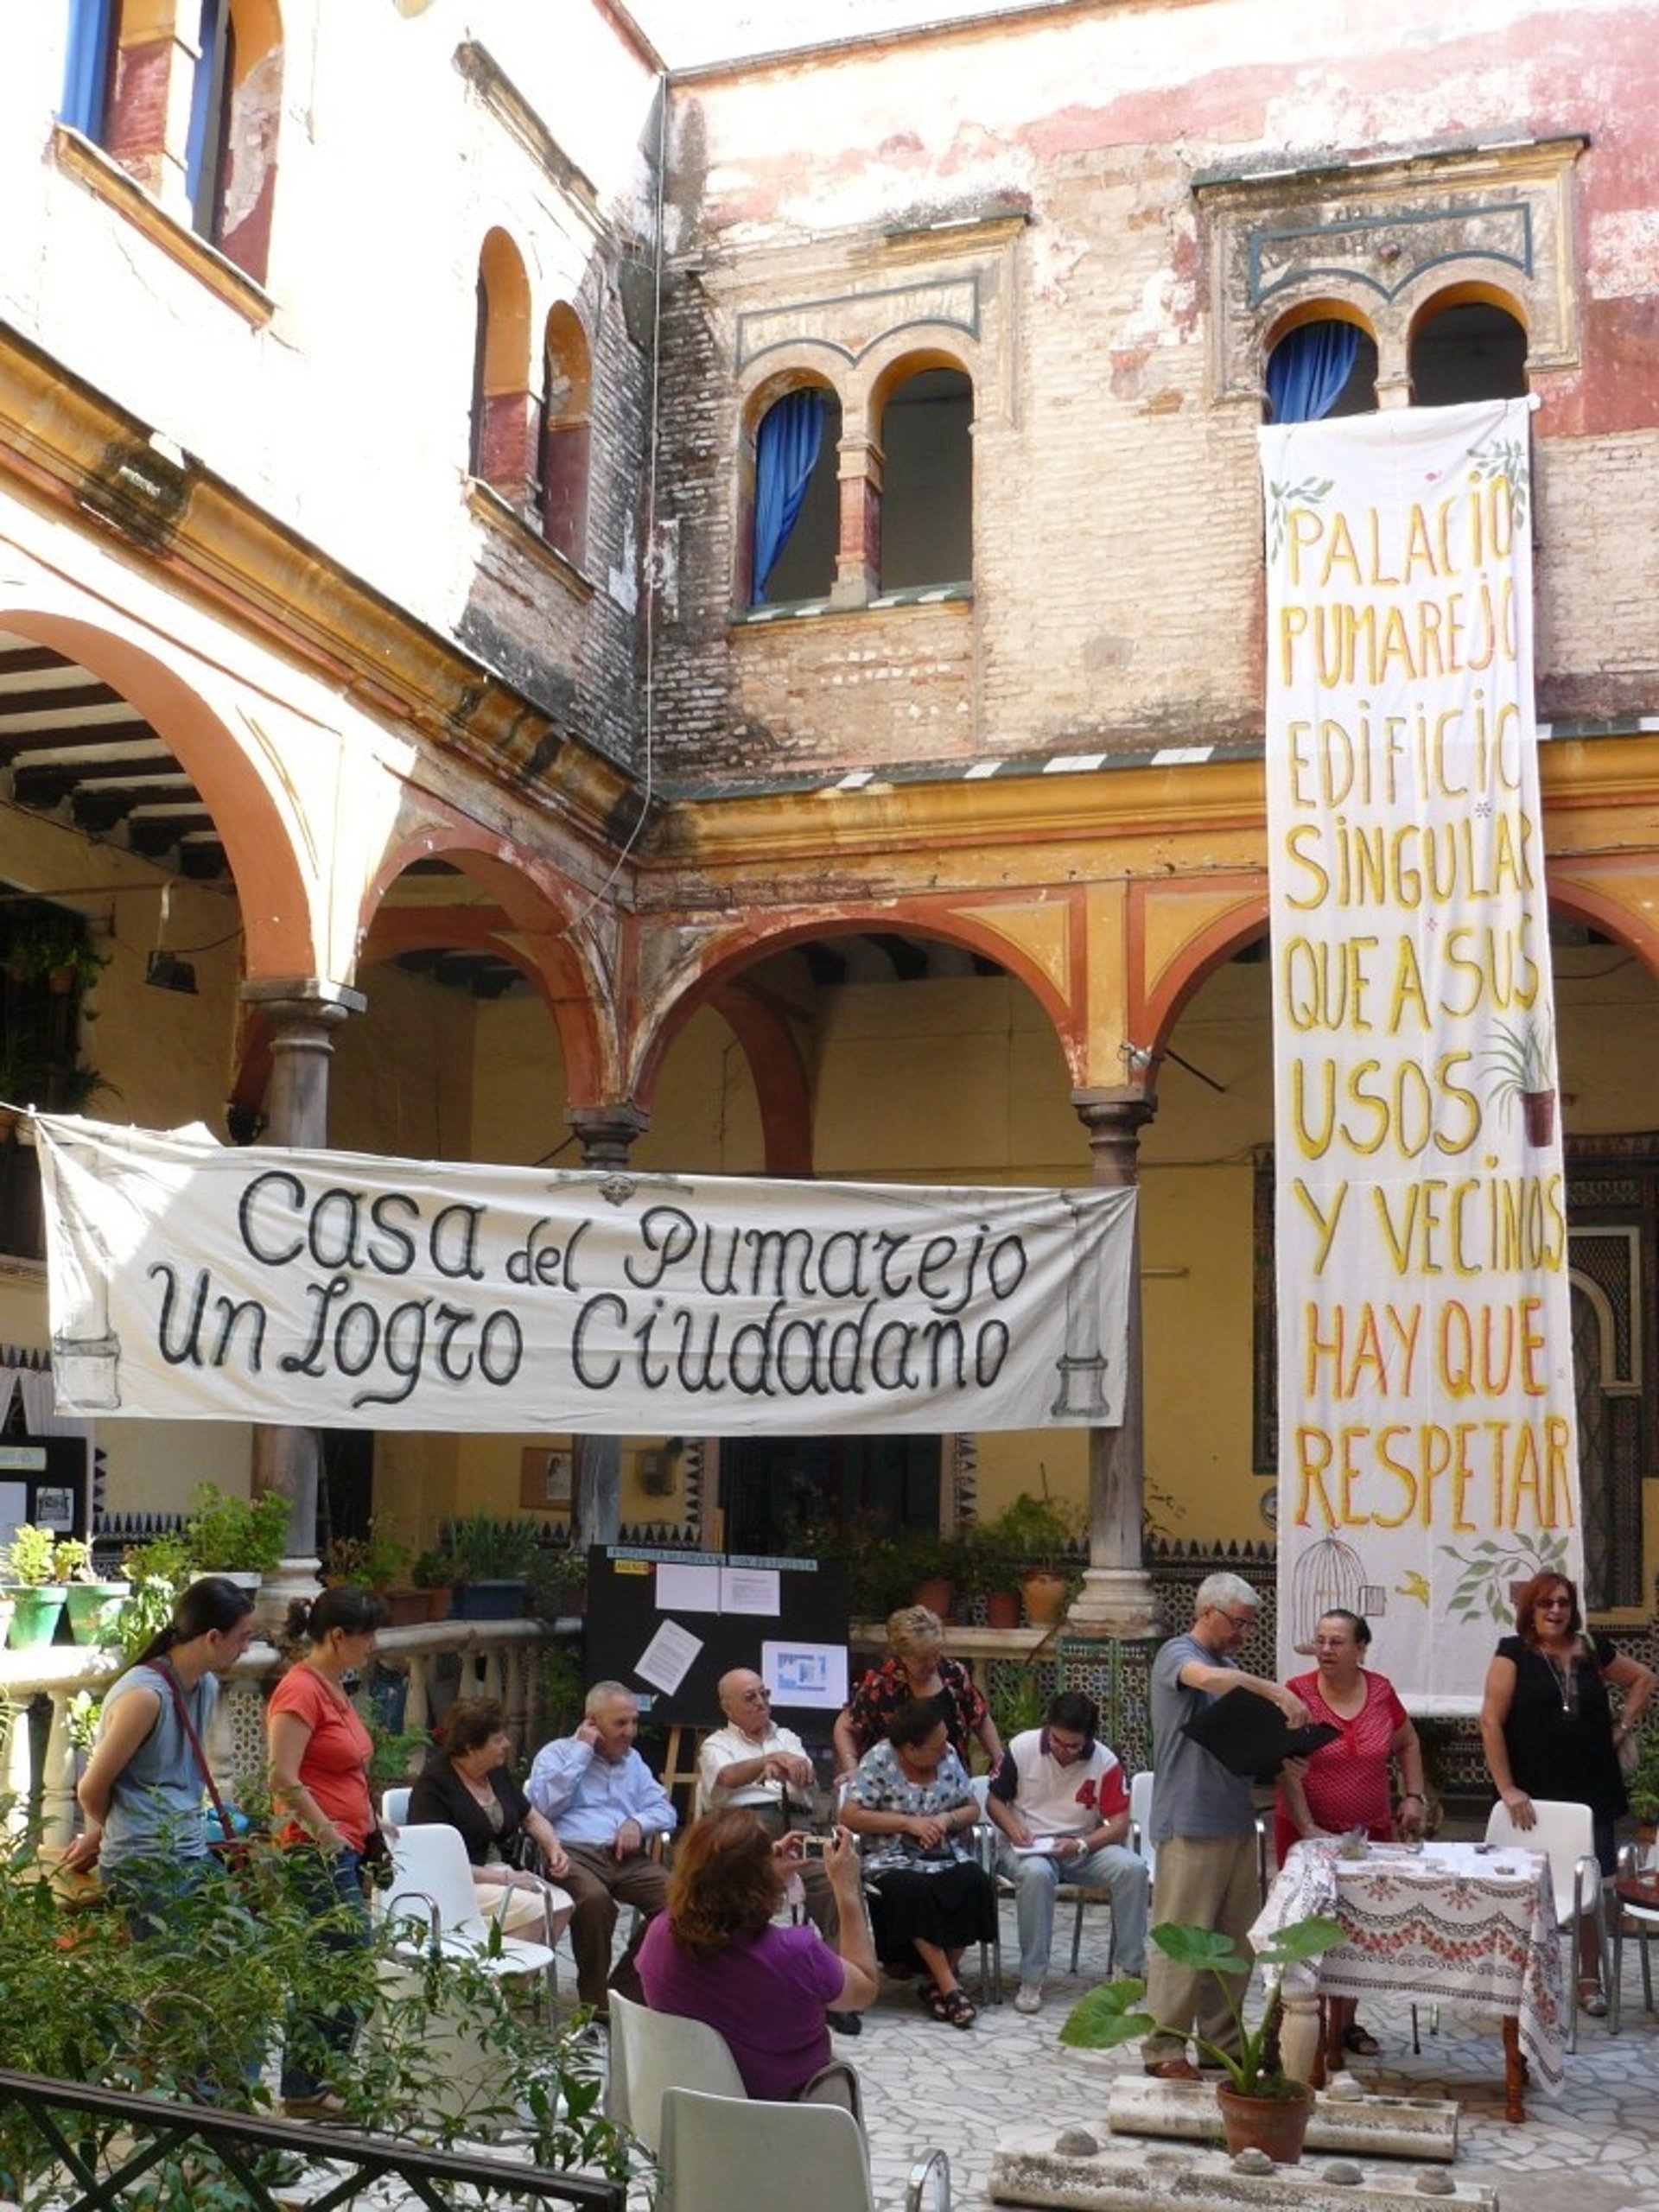 PALACiO
PUMAREJO
EDiFiCiO
SiNGULAR
QUE A SUS
USOS
Y VECiNOS
HAY QUE
RESPETAR
Casa del Pumarejo
Un Logro Ciudadano